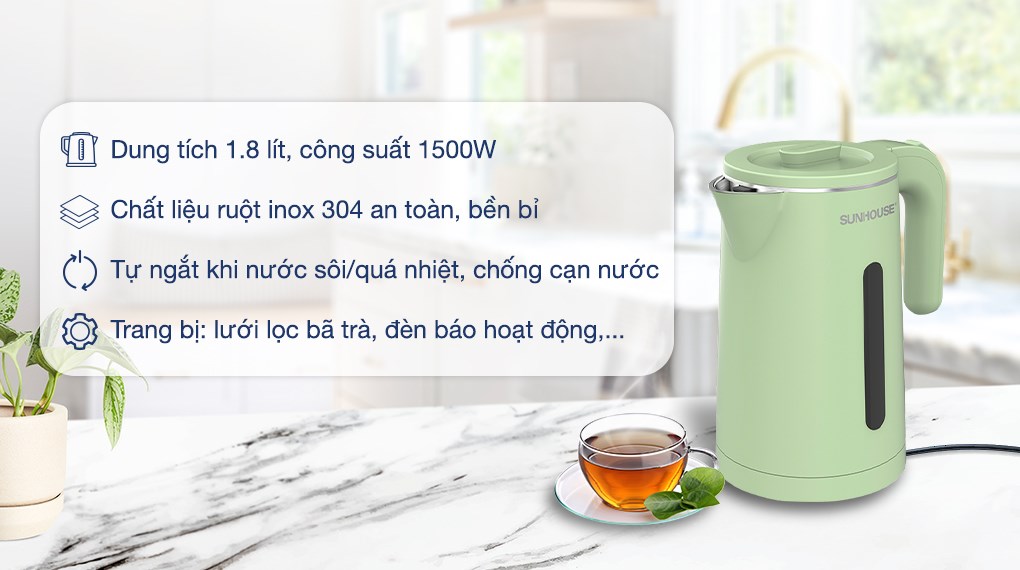 Dung tích 1.8 lít, công suất 1500W
Chất liệu ruột inox 304 an toàn, bền bỉ
Tự ngắt khi nước sôi/quá nhiệt, chống cạn nước
Trang bị: lưới lọc bã trà, đèn báo hoạt động,...
SUNHOUSE